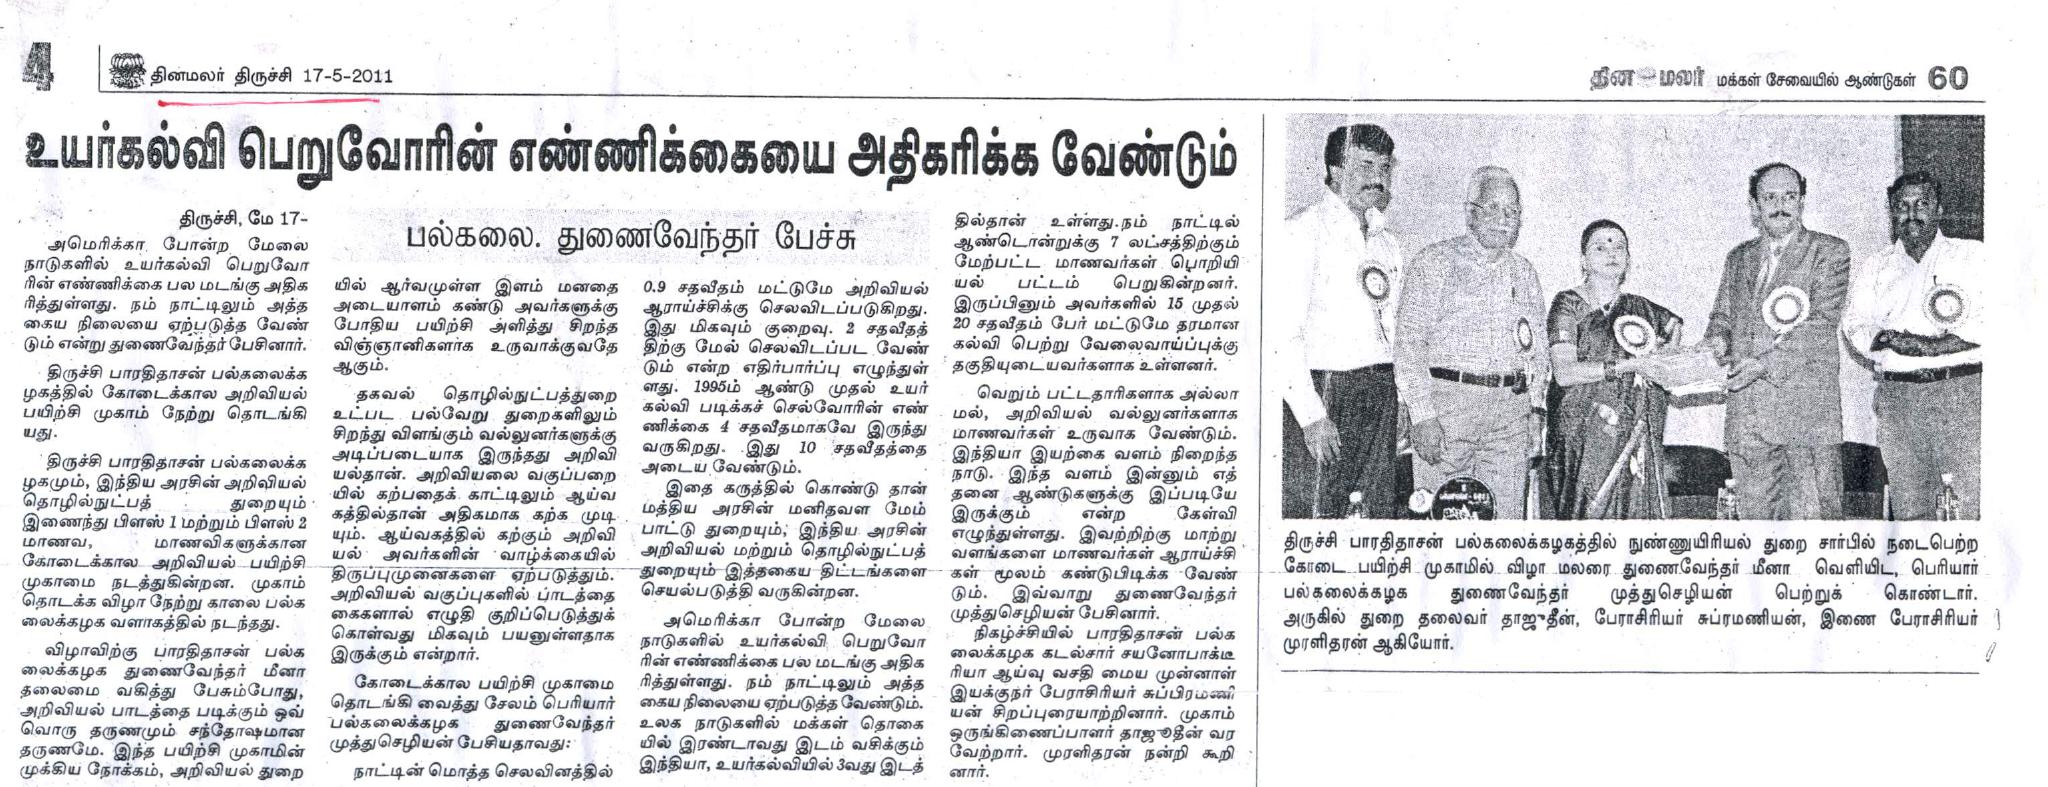 4
தினமலர் திருச்சி 17-5-2011
தினமலர் மக்கள் சேவையில் ஆண்டுகள் 60
உயர்கல்வி பெறுவோரின் எண்ணிக்கையை அதிகரிக்க வேண்டும்
பல்கலை. துணைவேந்தர் பேச்சு
திருச்சி, மே 17-
அமெரிக்கா போன்ற மேலை
நாடுகளில் உயர்கல்வி பெறுவோ
ரின் எண்ணிக்கை பல மடங்கு அதிக
ரித்துள்ளது. நம் நாட்டிலும் அத்த
கைய நிலையை ஏற்படுத்த வேண்
டும் என்று துணைவேந்தர் பேசினார்.
திருச்சி பாரதிதாசன் பல்கலைக்க
ழகத்தில் கோடைக்கால அறிவியல்
பயிற்சி முகாம் நேற்று தொடங்கி
யது.
திருச்சி பாரதிதாசன் பல்கலைக்க
ழகமும், இந்திய அரசின் அறிவியல்
தொழில்நுட்பத் துறையும்
இணைந்து பிளஸ் 1 மற்றும் பிளஸ் 2
மாணவ, மாணவிகளுக்கான
கோடைக்கால அறிவியல் பயிற்சி
முகாமை நடத்துகின்றன. முகாம்
தொடக்க விழா நேற்று காலை பல்க
லைக்கழக வளாகத்தில் நடந்தது.
விழாவிற்கு பாரதிதாசன் பல்க
லைக்கழக துணைவேந்தர் மீனா
தலைமை வகித்து பேசும்போது,
அறிவியல் பாடத்தை படிக்கும் ஒவ்
வொரு தருணமும் சந்தோஷமான
தருணமே. இந்த பயிற்சி முகாமின்
முக்கிய நோக்கம், அறிவியல் துறை
யில் ஆர்வமுள்ள இளம் மனதை
அடையாளம் கண்டு அவர்களுக்கு
போதிய பயிற்சி அளித்து சிறந்த
விஞ்ஞானிகளாக உருவாக்குவதே
ஆகும்.
தகவல் தொழில்நுட்பத்துறை
உட்பட பல்வேறு துறைகளிலும்
சிறந்து விளங்கும் வல்லுனர்களுக்கு
அடிப்படையாக இருந்தது அறிவி
யல்தான். அறிவியலை வகுப்பறை
யில் கற்பதைக் காட்டிலும் ஆய்வ
கத்தில்தான் அதிகமாக கற்க முடி
யும். ஆய்வகத்தில் கற்கும் அறிவி
யல் அவர்களின் வாழ்க்கையில்
திருப்புமுனைகளை ஏற்படுத்தும்.
அறிவியல் வகுப்புகளில் பாடத்தை
கைகளால் எழுதி குறிப்பெடுத்துக்
கொள்வது மிகவும் பயனுள்ளதாக
இருக்கும் என்றார்.
கோடைக்கால பயிற்சி முகாமை
தொடங்கி வைத்து சேலம் பெரியார்
பல்கலைக்கழக துணைவேந்தர்
முத்துசெழியன் பேசியதாவது:
நாட்டின் மொத்த செலவினத்தில்
0.9 சதவீதம் மட்டுமே அறிவியல்
ஆராய்ச்சிக்கு செலவிடப்படுகிறது.
இது மிகவும் குறைவு. 2 சதவீதத்
திற்கு மேல் செலவிடப்பட வேண்
டும் என்ற எதிர்பார்ப்பு எழுந்துள்
ளது. 1995ம் ஆண்டு முதல் உயர்
கல்வி படிக்கச் செல்வோரின் எண்
ணிக்கை 4 சதவீதமாகவே இருந்து
வருகிறது. இது 10 சதவீதத்தை
அடைய வேண்டும்.
இதை கருத்தில் கொண்டு தான்
மத்திய அரசின் மனிதவள மேம்
பாட்டு துறையும், இந்திய அரசின்
அறிவியல் மற்றும் தொழில்நுட்பத்
துறையும் இத்தகைய திட்டங்களை
செயல்படுத்தி வருகின்றன.
அமெரிக்கா போன்ற மேலை
நாடுகளில் உயர்கல்வி பெறுவோ
ரின் எண்ணிக்கை பல மடங்கு அதிக
ரித்துள்ளது. நம் நாட்டிலும் அத்த
கைய நிலையை ஏற்படுத்த வேண்டும்.
உலக நாடுகளில் மக்கள் தொகை
யில் இரண்டாவது இடம் வசிக்கும்
இந்தியா, உயர்கல்வியில் 3வது இடத்
தில்தான் உள்ளது.நம் நாட்டில்
ஆண்டொன்றுக்கு 7 லட்சத்திற்கும்
மேற்பட்ட மாணவர்கள் பொறியி
யல் பட்டம் பெறுகின்றனர்.
இருப்பினும் அவர்களில் 15 முதல்
20 சதவீதம் பேர் மட்டுமே தரமான
கல்வி பெற்று வேலைவாய்ப்புக்கு
தகுதியுடையவர்களாக உள்ளனர்.
வெறும் பட்டதாரிகளாக அல்லா
மல், அறிவியல் வல்லுனர்களாக
மாணவர்கள் உருவாக வேண்டும்.
இந்தியா இயற்கை வளம் நிறைந்த
நாடு. இந்த வளம் இன்னும் எத்
தனை ஆண்டுகளுக்கு இப்படியே
இருக்கும் என்ற கேள்வி
எழுந்துள்ளது. இவற்றிற்கு மாற்று
வளங்களை மாணவர்கள் ஆராய்ச்சி
கள் மூலம் கண்டுபிடிக்க வேண்
டும். இவ்வாறு துணைவேந்தர்
முத்துசெழியன் பேசினார்.
நிகழ்ச்சியில் பாரதிதாசன் பல்க
லைக்கழக கடல்சார் சயனோபாக்டீ
ரியா ஆய்வு வசதி மைய முன்னாள்
இயக்குநர் பேராசிரியர் சுப்பிரமணி
யன் சிறப்புரையாற்றினார். முகாம்
ஒருங்கிணைப்பாளர் தாஜூதீன் வர
வேற்றார். முரளிதரன் நன்றி கூறி
னார்.
திருச்சி பாரதிதாசன் பல்கலைக்கழகத்தில் நுண்ணுயிரியல் துறை சார்பில் நடைபெற்ற
கோடை பயிற்சி முகாமில் விழா மலரை துணைவேந்தர் மீனா வெளியிட, பெரியார்
பல்கலைக்கழக துணைவேந்தர் முத்துசெழியன் பெற்றுக் கொண்டார்.
அருகில் துறை தலைவர் தாஜுதீன், பேராசிரியர் சுப்ரமணியன், இணை பேராசிரியர்
முரளிதரன் ஆகியோர்.